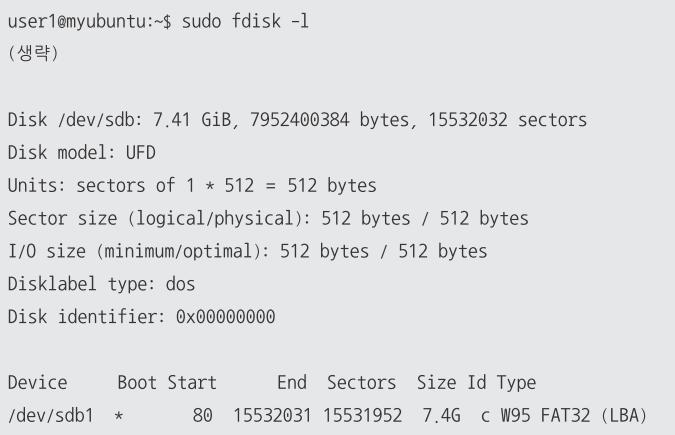 user1@myubuntu:~$ sudo fdisk -l
(생략)

Disk /dev/sdb: 7.41 GiB, 7952400384 bytes, 15532032 sectors
Disk model: UFD
Units: sectors of 1 * 512 = 512 bytes
Sector size (logical/physical): 512 bytes / 512 bytes
I/O size (minimum/optimal): 512 bytes / 512 bytes
Disklabel type: dos
Disk identifier: 0x00000000

Device     Boot Start      End  Sectors  Size Id Type
/dev/sdb1  *       80 15532031 15531952  7.4G  c W95 FAT32 (LBA)